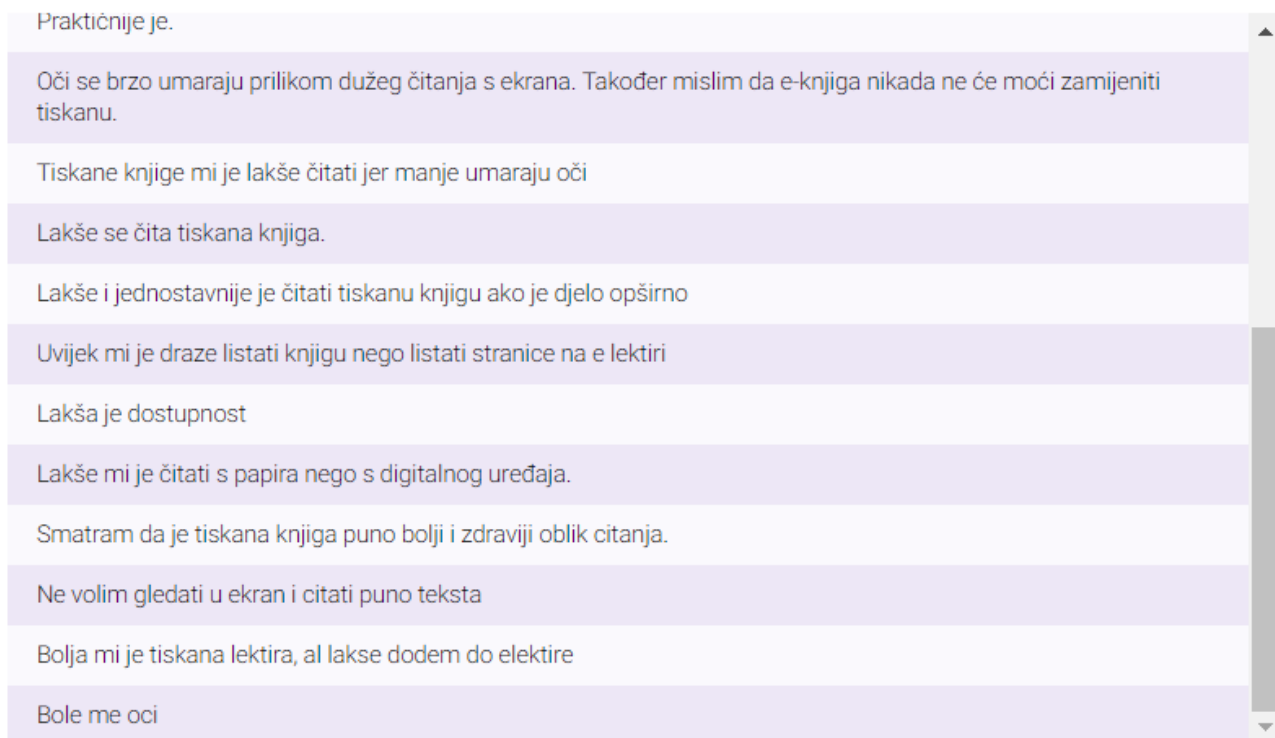 Praktičnije je.
Oči se brzo umaraju prilikom dužeg čitanja s ekrana. Također mislim da e-knjiga nikada ne će moći zamijeniti
tiskanu.
Tiskane knjige mi je lakše čitati jer manje umaraju oči
Lakše se čita tiskana knjiga.
Lakše i jednostavnije je čitati tiskanu knjigu ako je djelo opširno
Uvijek mi je draze listati knjigu nego listati stranice na e lektiri
Lakša je dostupnost
Lakše mi je čitati s papira nego s digitalnog uređaja.
Smatram da je tiskana knjiga puno bolji i zdraviji oblik citanja.
Ne volim gledati u ekran i citati puno teksta
Bolja mi je tiskana lektira, al lakse dodem do elektire
Bole me oci